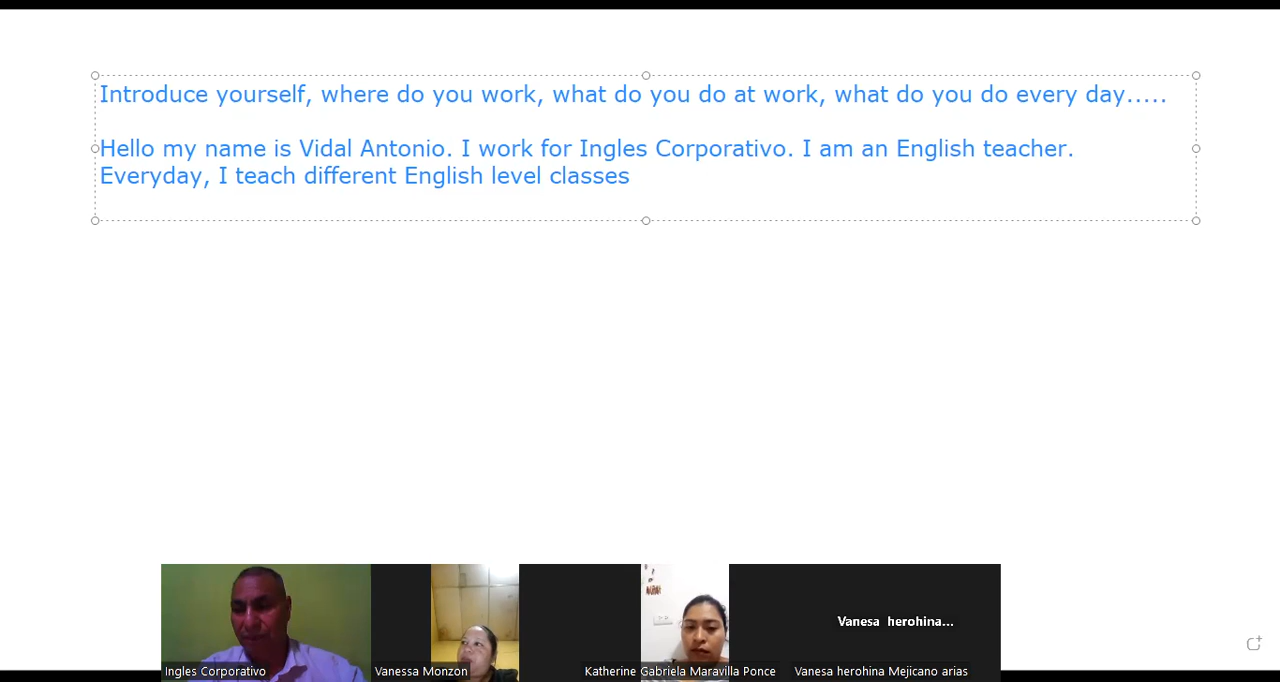 Introduce yourself, where do you work, what do you do at work, what do you do every day.....
Hello my name is Vidal Antonio. I work for Ingles Corporativo. I am an English teacher.
Everyday, I teach different English level classes
Vanesa herohina...
Ingles Corporativo
Vanessa Monzon
Katherine Gabriela Maravilla Ponce
Vanesa herohina Mejicano arias